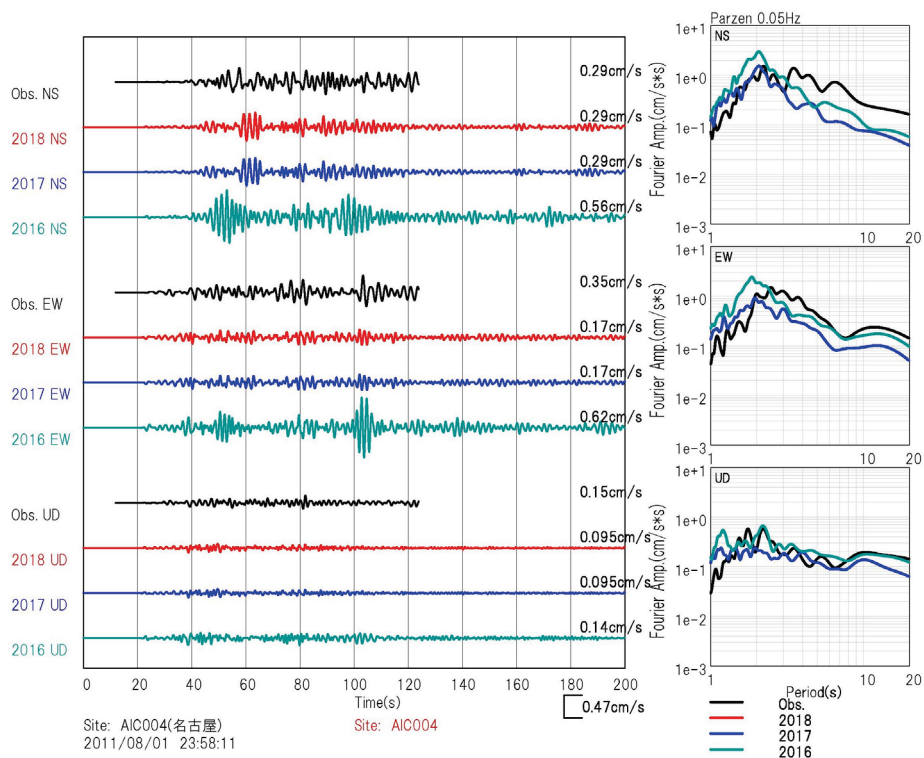 Obs. NS
0.29cm/s
2018 NS
0.29cm/s
2017 NS
0.29cm/s
2016 NS
0.56cm/s
Obs. EW
0.35cm/s
2018 EW
0.17cm/s
2017 EW
0.17cm/s
2016 EW
0.62cm/s
Obs. UD
0.15cm/s
2018 UD
0.095cm/s
2017 UD
0.095cm/s
2016 UD
0.14cm/s
0 20 40 60 80 100 120 140 160 180 200
Time(s)
0.47cm/s
Site: AIC004(名古屋)
Site: AIC004
2011/08/01 23:58:11
Parzen 0.05Hz
NS
1e+1
1e+0
1e-1
1e-2
1e-3
Fourier Amp.(cm/s*s)
1 10 20
EW
1e+1
1e+0
1e-1
1e-2
1e-3
Fourier Amp.(cm/s*s)
1 10 20
UD
1e+1
1e+0
1e-1
1e-2
1e-3
Fourier Amp.(cm/s*s)
1 10 20
Period(s)
Obs.
2018
2017
2016